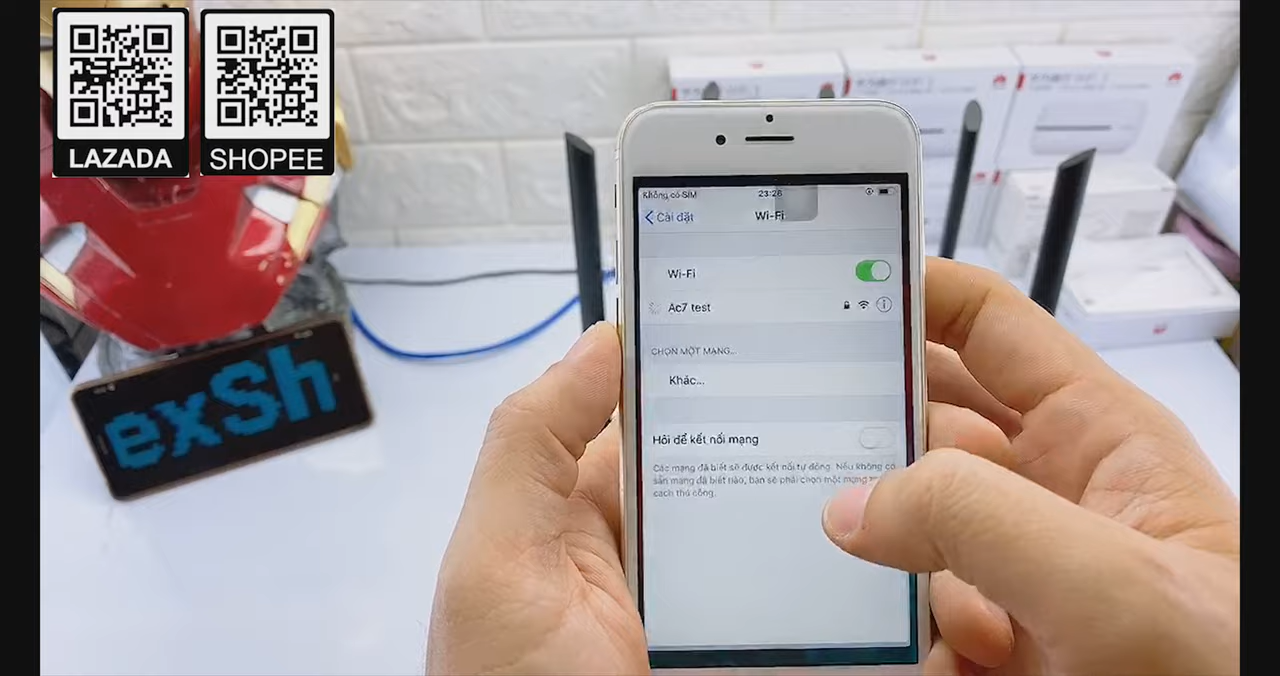 LAZADA
SHOPEE
Không có SIM
23:26
Cài đặt
Wi-Fi
Wi-Fi
Ac7 test
CHỌN MỘT MẠNG...
Khác...
Hỏi để kết nối mạng
Các mạng đã biết sẽ được kết nối tự động. Nếu không có
sẵn mạng đã biết nào, bạn sẽ phải chọn một mạng
cách thủ công.
exSh